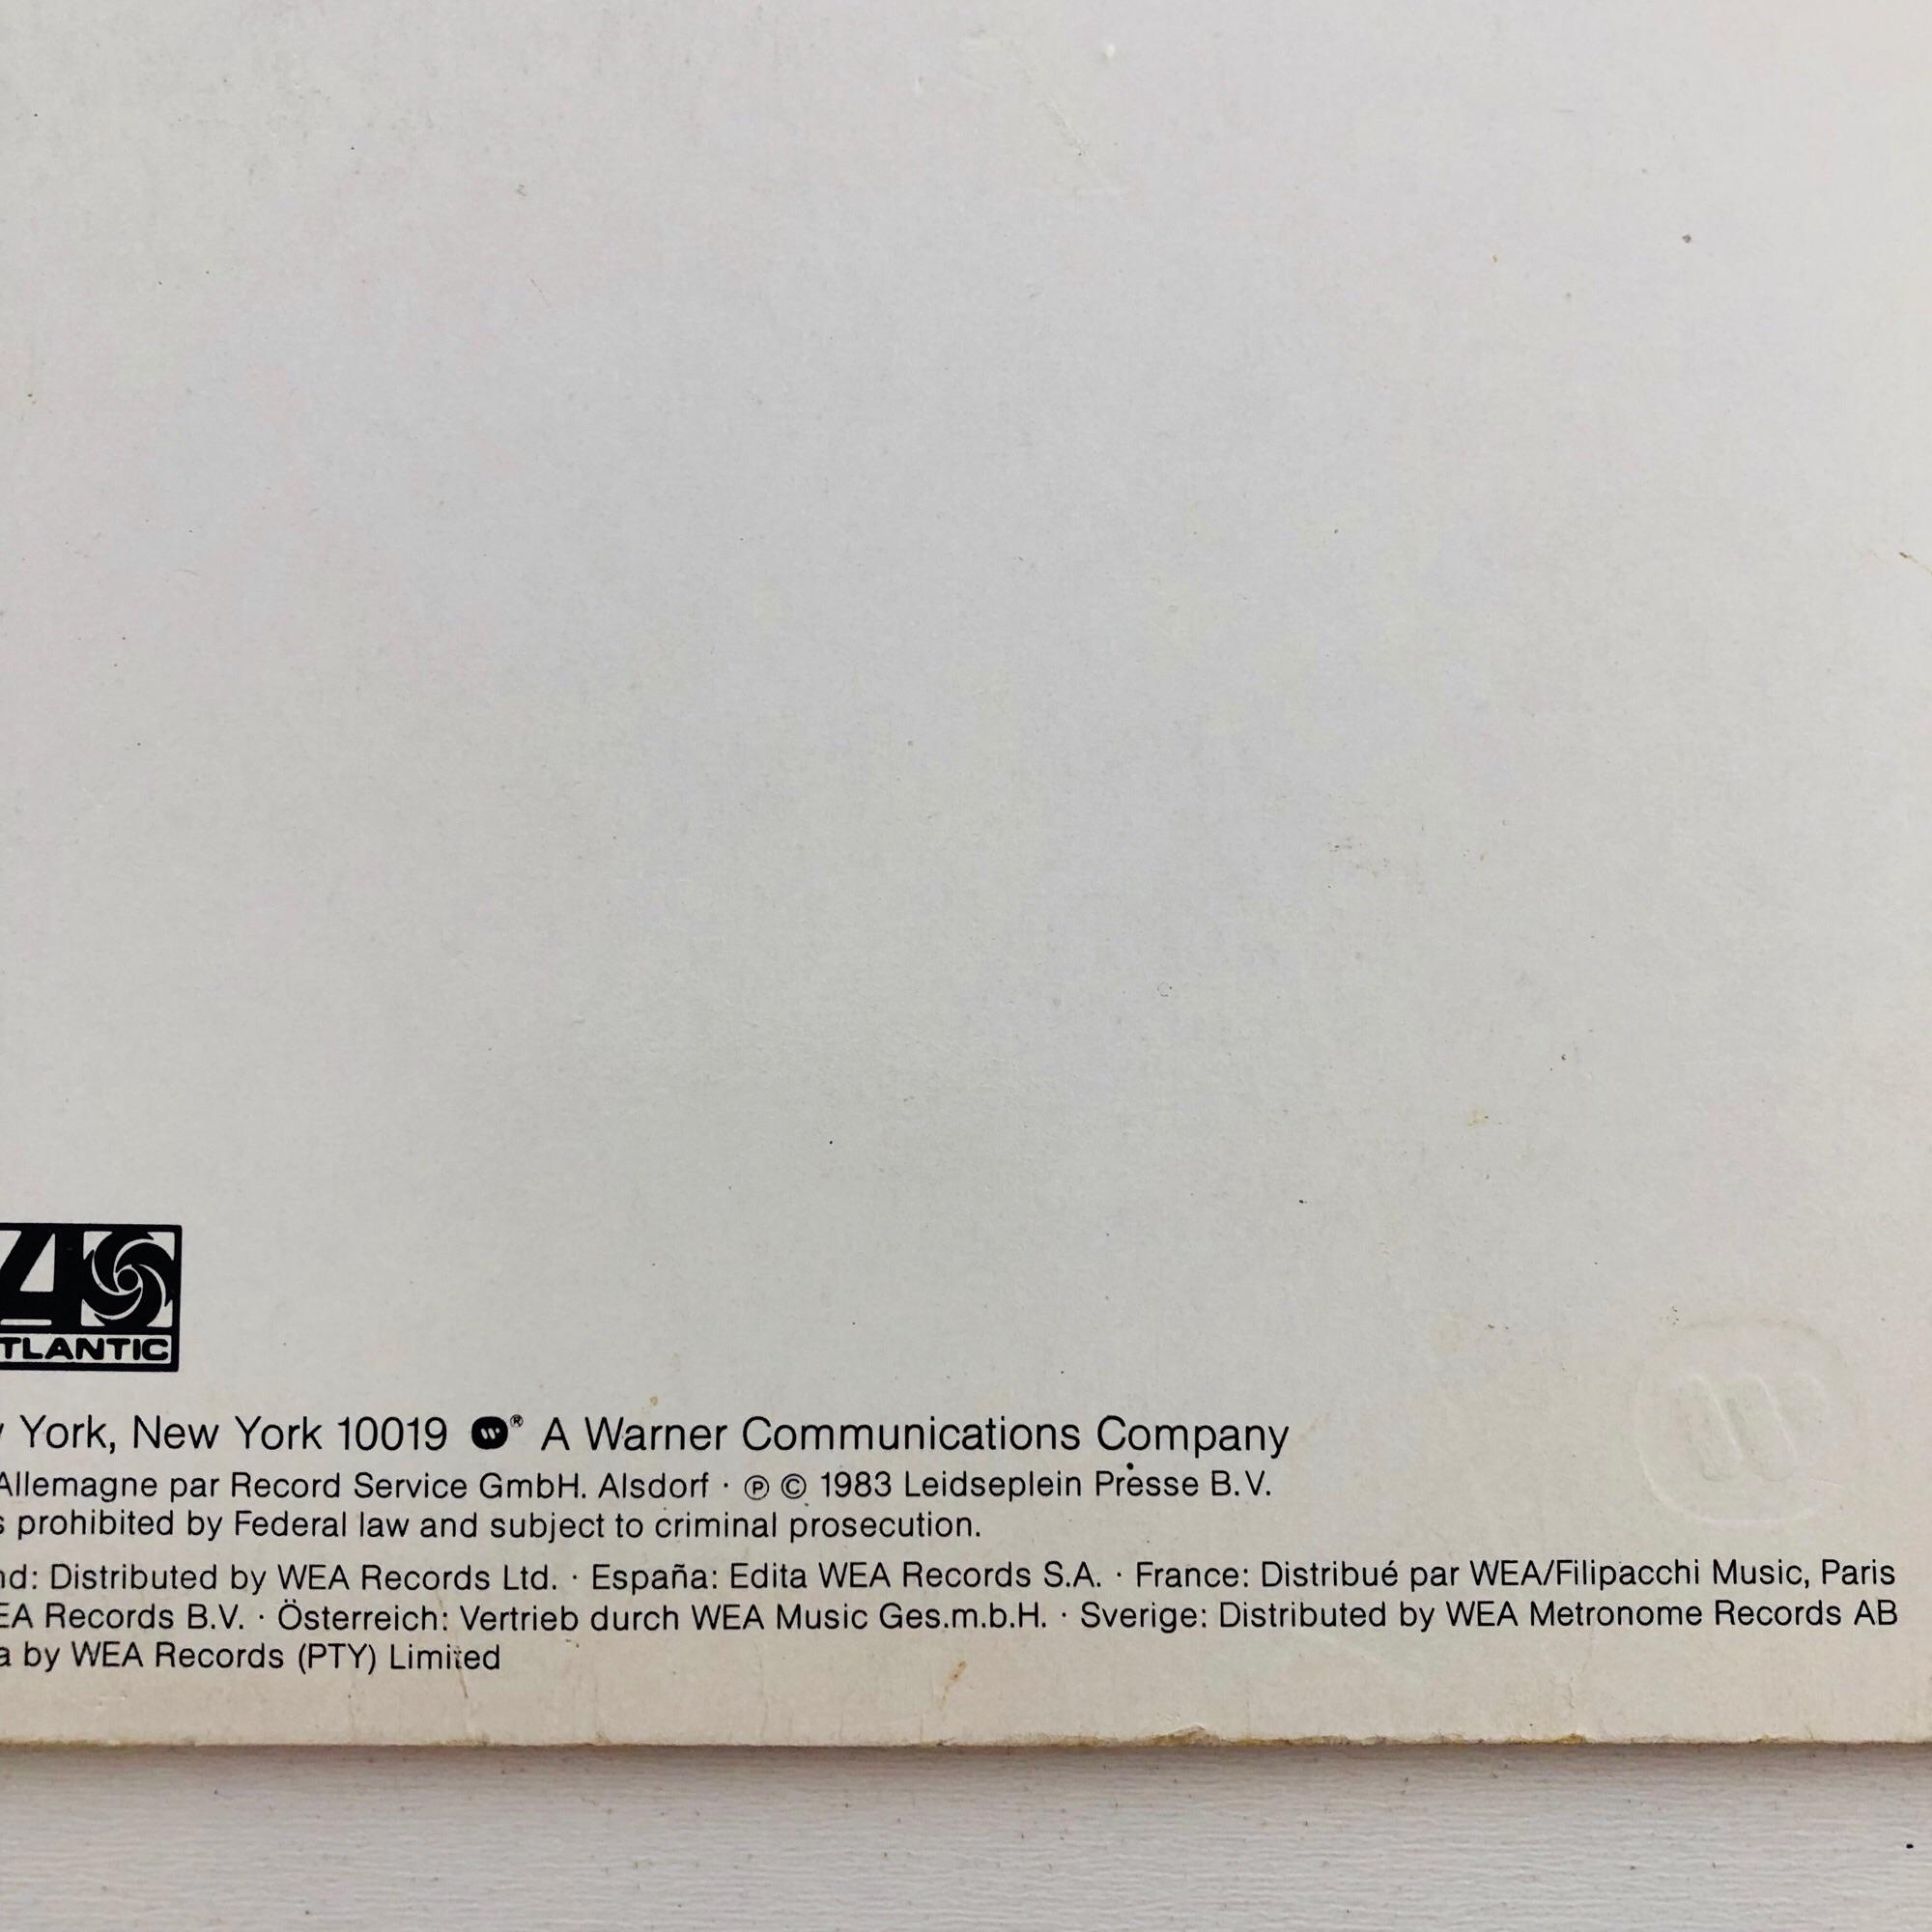 TLANTIC
York, New York 10019 ® A Warner Communications Company
Allemagne par Record Service GmbH. Alsdorf · ℗ © 1983 Leidseplein Presse B.V.
s prohibited by Federal law and subject to criminal prosecution.
nd: Distributed by WEA Records Ltd. · España: Edita WEA Records S.A. · France: Distribué par WEA/Filipacchi Music, Paris
EA Records B.V. · Österreich: Vertrieb durch WEA Music Ges.m.b.H. · Sverige: Distributed by WEA Metronome Records AB
a by WEA Records (PTY) Limited